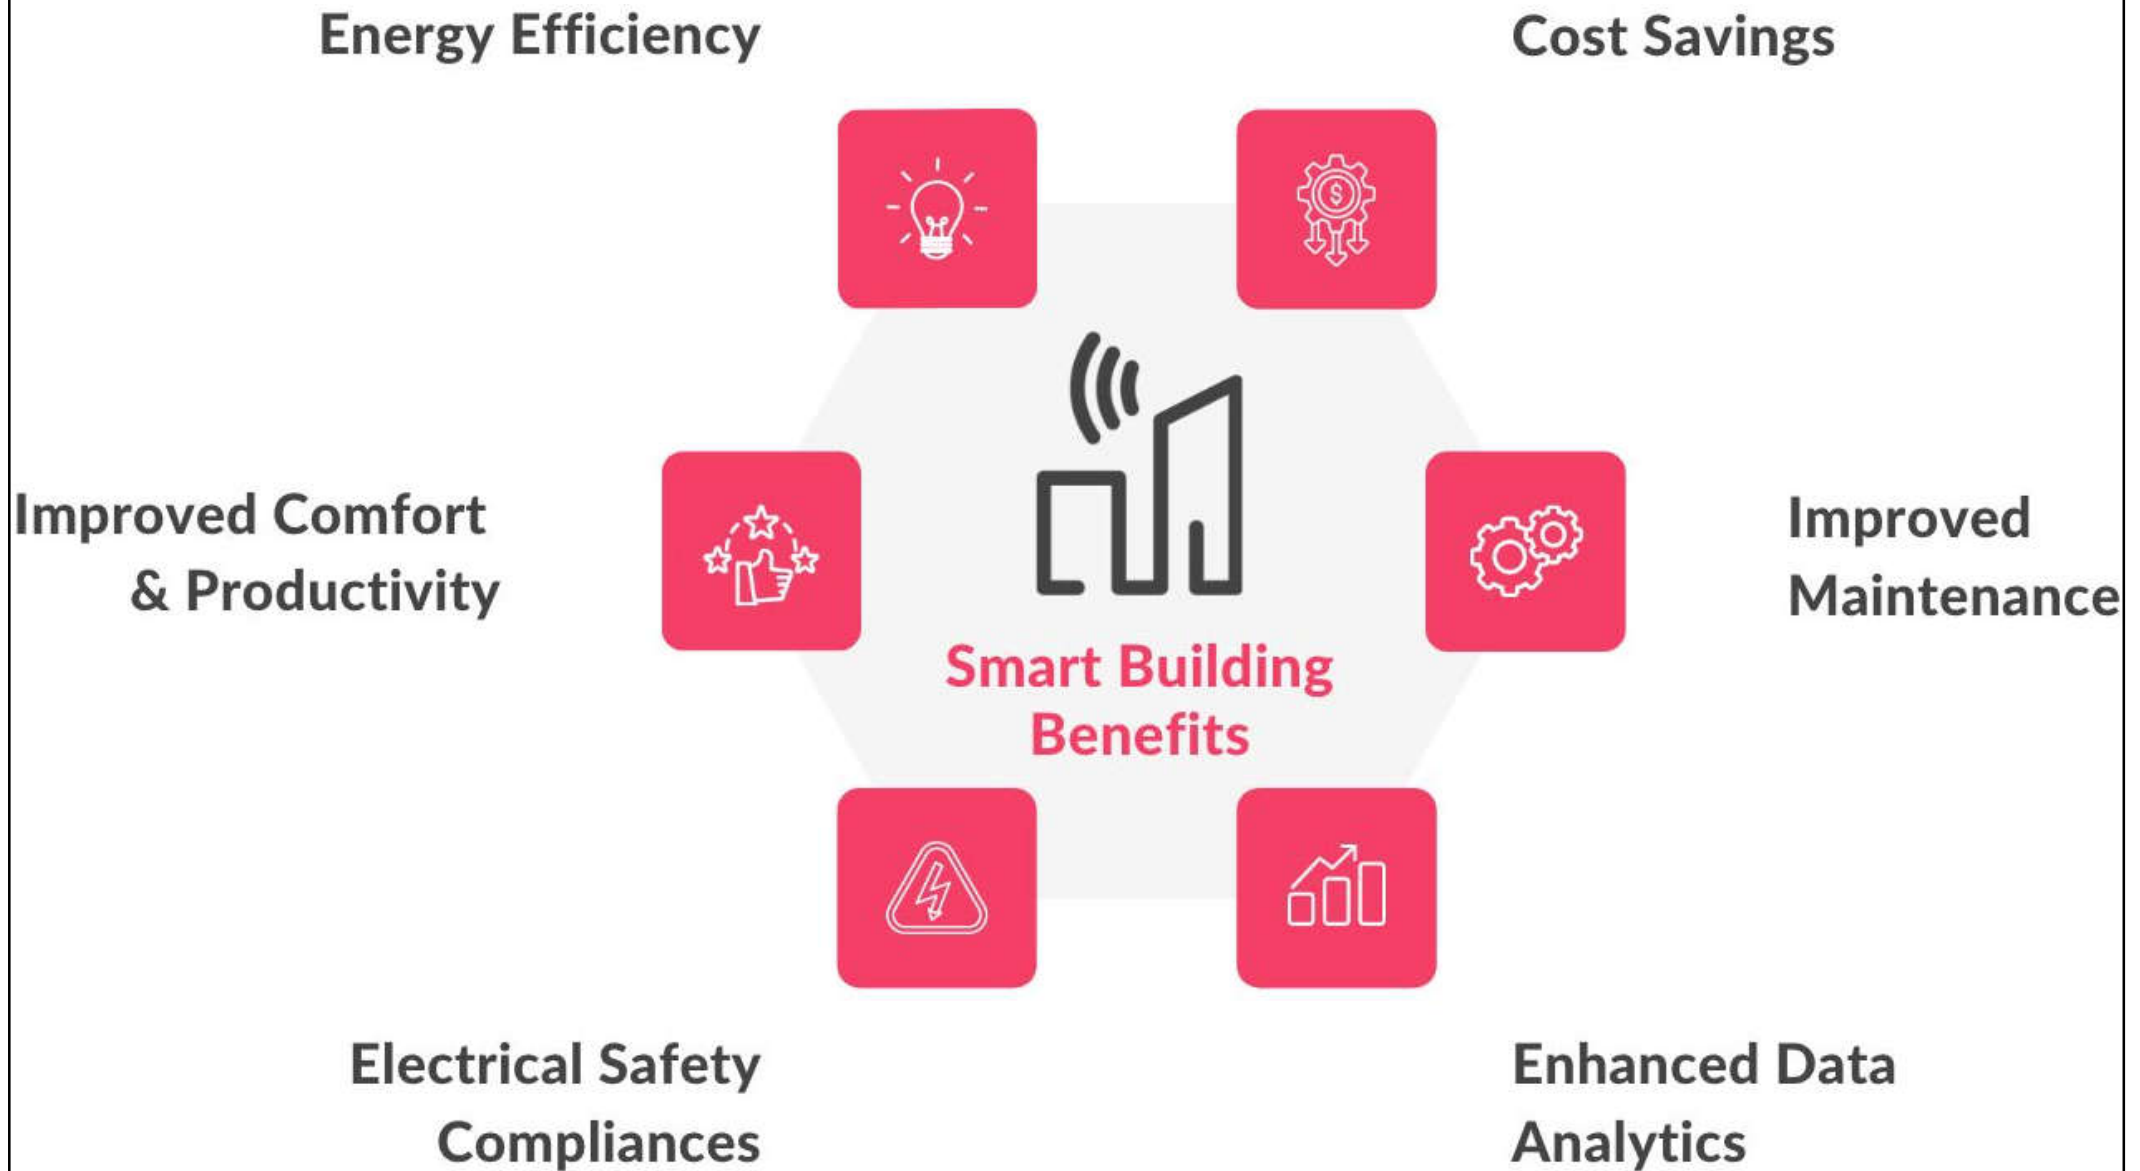 Energy Efficiency
Cost Savings
Improved Comfort
& Productivity
Improved
Maintenance
Smart Building
Benefits
Electrical Safety
Compliances
Enhanced Data
Analytics
$